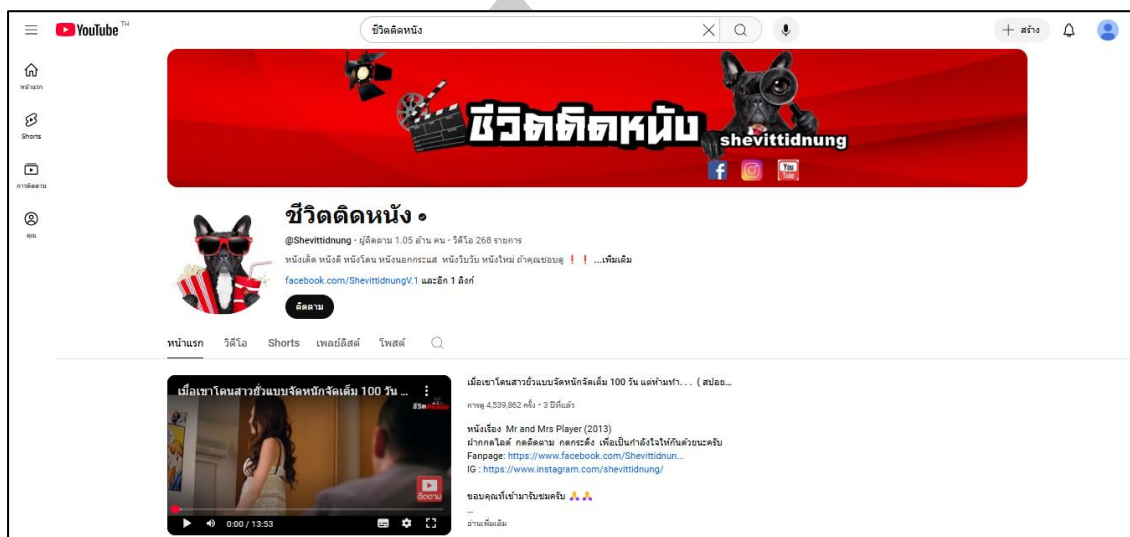 YouTube TH
ชีวิตติดหนัง
สร้าง
หน้าแรก
Shorts
การติดตาม
คุณ
ชีวิตติดหนับ
shevittidnung
You
Tube
ชีวิตติดหนัง
@Shevittidnung • ผู้ติดตาม 1.05 ล้าน คน • วิดีโอ 268 รายการ
หนังเด็ด หนังดี หนังโดน หนังนอกกระแส หนังวิบวับ หนังใหม่ ถ้าคุณชอบดู ❗ ❗ ...เพิ่มเติม
facebook.com/ShevittidnungV.1 และอีก 1 ลิงก์
ติดตาม
หน้าแรก วิดีโอ Shorts เพลย์ลิสต์ โพสต์
เมื่อเขาโดนสาวยั่วแบบจัดหนักจัดเต็ม 100 วัน ...
ติดตาม
0:00 / 13:53
เมื่อเขาโดนสาวยั่วแบบจัดหนักจัดเต็ม 100 วัน แต่ห้ามทำ. . . ( สปอย...
การดู 4,539,862 ครั้ง • 3 ปีที่แล้ว
หนังเรื่อง Mr and Mrs Player (2013)
ฝากกดไลค์ กดติดตาม กดกระดิ่ง เพื่อเป็นกำลังใจให้กันด้วยนะครับ
Fanpage: https://www.facebook.com/Shevittidnun...
IG : https://www.instagram.com/shevittidnung/
ขอบคุณที่เข้ามารับชมครับ 🙏 🙏
...
อ่านเพิ่มเติม